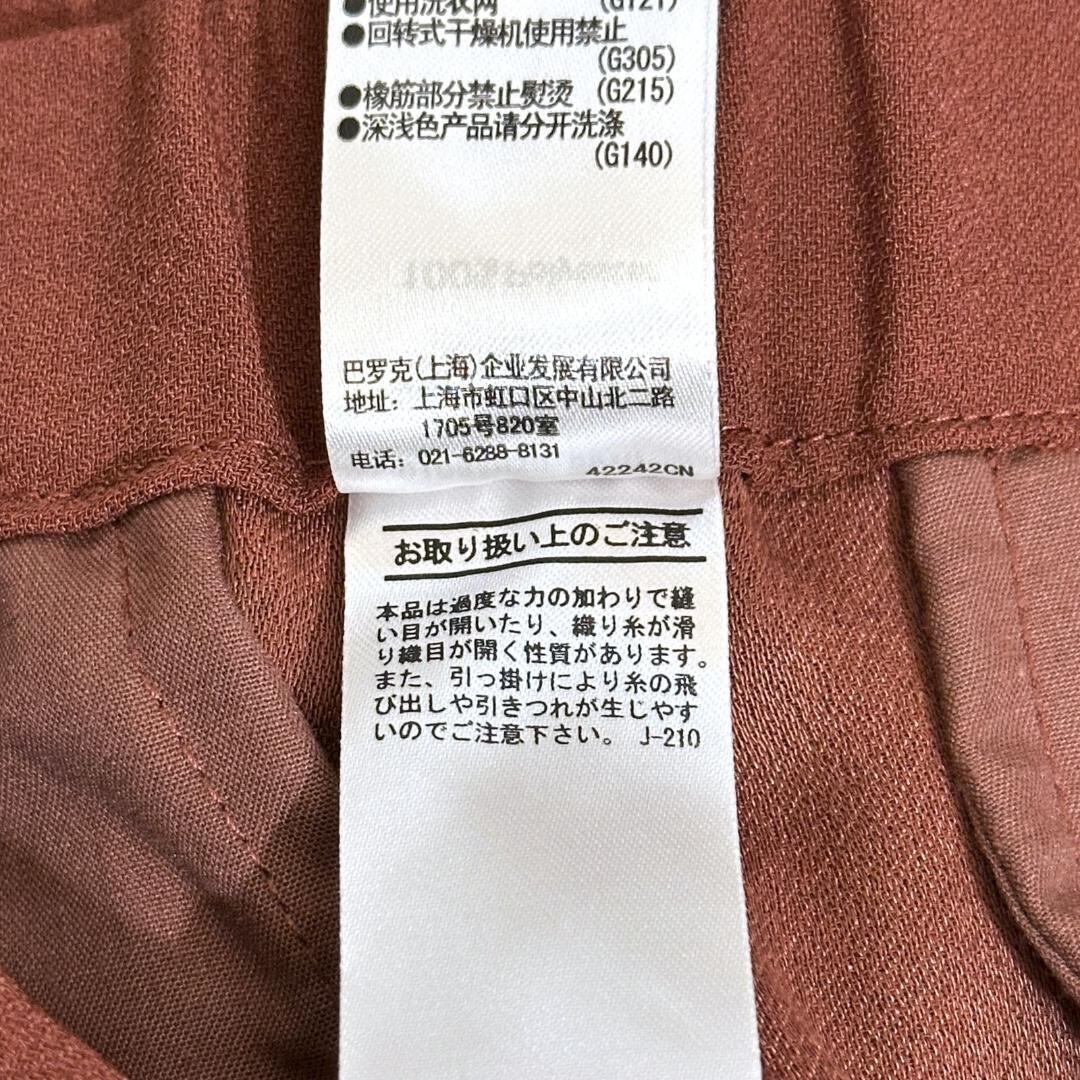 ●使用洗衣网 (G121)
●回转式干燥机使用禁止
(G305)
●橡筋部分禁止熨烫 (G215)
●深浅色产品请分开洗涤
(G140)
巴罗克(上海)企业发展有限公司
地址: 上海市虹口区中山北二路
1705号820室
电话: 021-6288-8131
42242CN
お取り扱い上のご注意
本品は過度な力の加わりで縫
い目が開いたり、織り糸が滑
り織目が開く性質があります。
また、引っ掛けにより糸の飛
び出しや引きつれが生じやす
いのでご注意下さい。 J-210